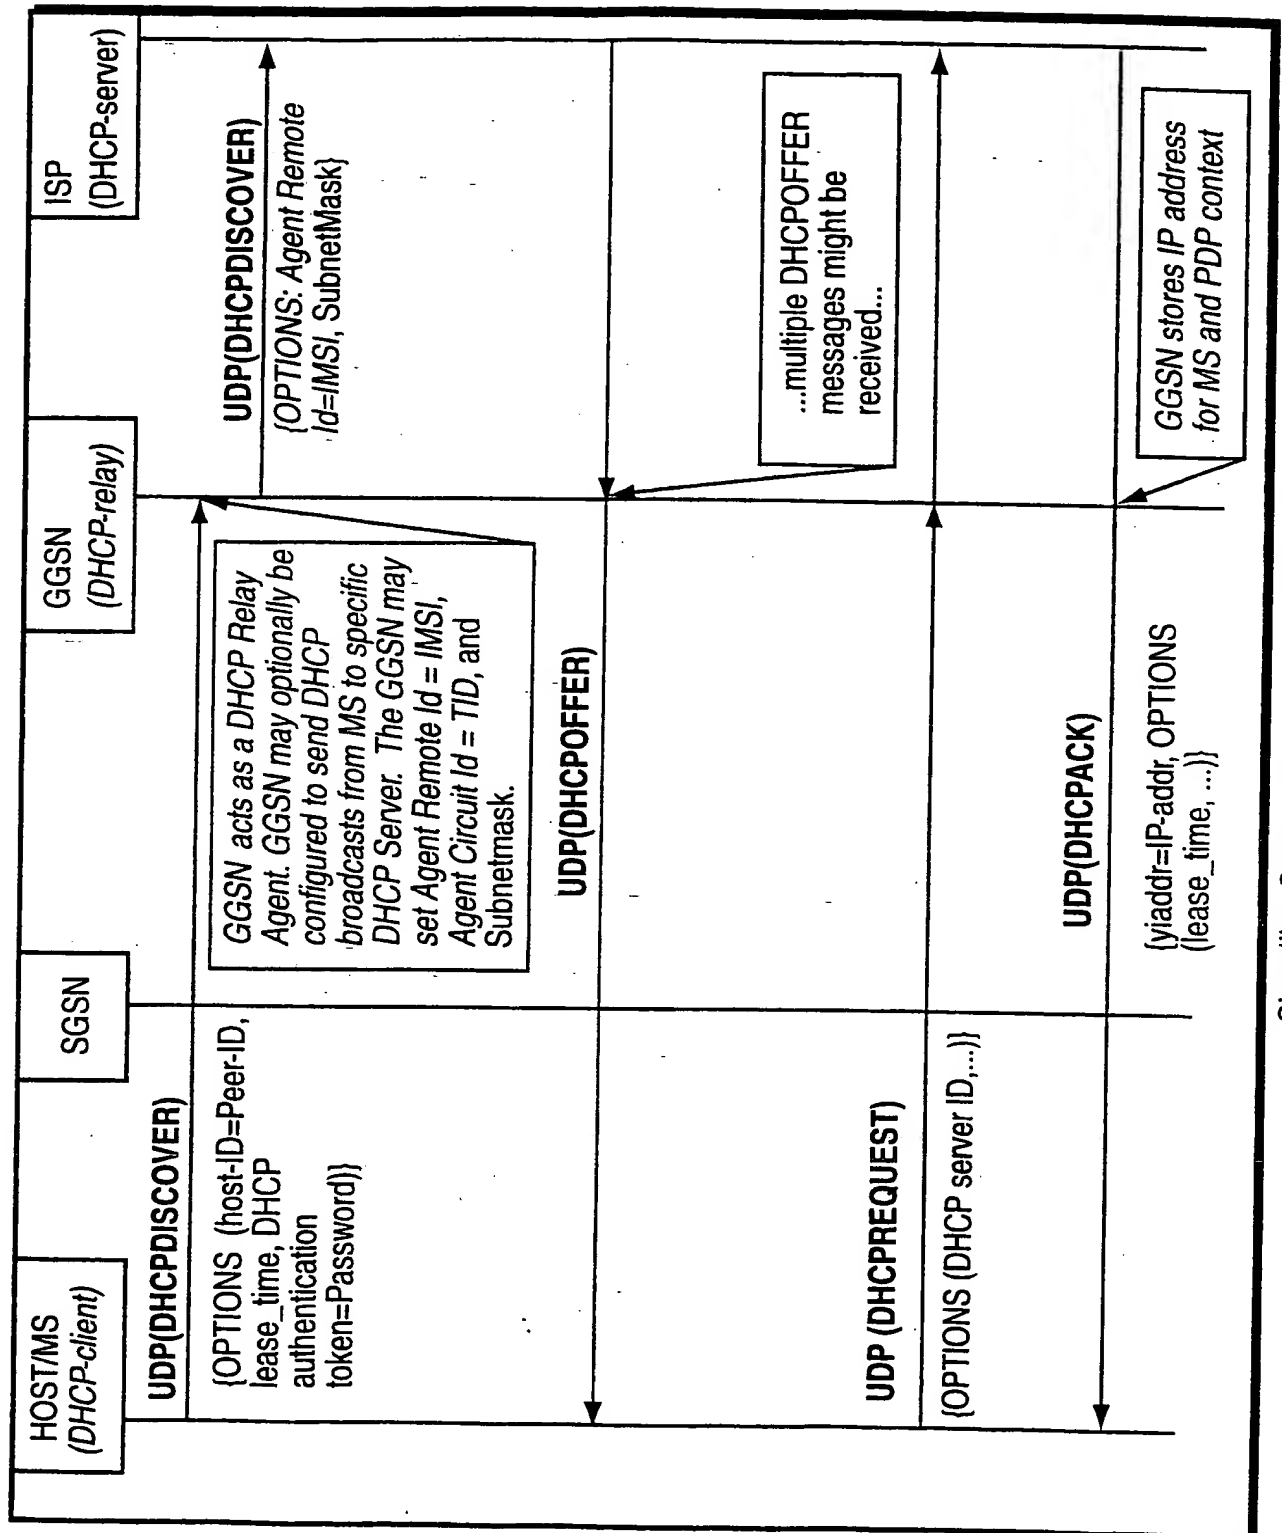 HOST/MS
(DHCP-client)
SGSN
GGSN
(DHCP-relay)
ISP
(DHCP-server)
UDP(DHCPDISCOVER)
{OPTIONS (host-ID=Peer-ID,
lease_time, DHCP
authentication
token=Password)}
GGSN acts as a DHCP Relay
Agent. GGSN may optionally be
configured to send DHCP
broadcasts from MS to specific
DHCP Server. The GGSN may
set Agent Remote Id = IMSI,
Agent Circuit Id = TID, and
Subnetmask.
UDP(DHCPDISCOVER)
{OPTIONS: Agent Remote
Id=IMSI, SubnetMask}
UDP(DHCPOFFER)
...multiple DHCPOFFER
messages might be
received...
UDP (DHCPREQUEST)
{OPTIONS (DHCP server ID,...)}
UDP(DHCPACK)
{yiaddr=IP-addr, OPTIONS
(lease_time, ...)}
GGSN stores IP address
for MS and PDP context